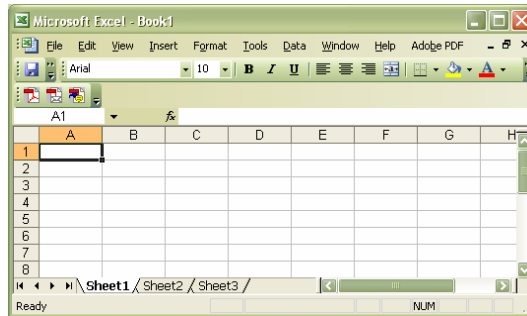 Microsoft Excel - Book1
File Edit View Insert Format Tools Data Window Help Adobe PDF
Arial 10 B I U A
A1 fx
A B C D E F G H
1
2
3
4
5
6
7
8
Sheet1 Sheet2 Sheet3
Ready NUM